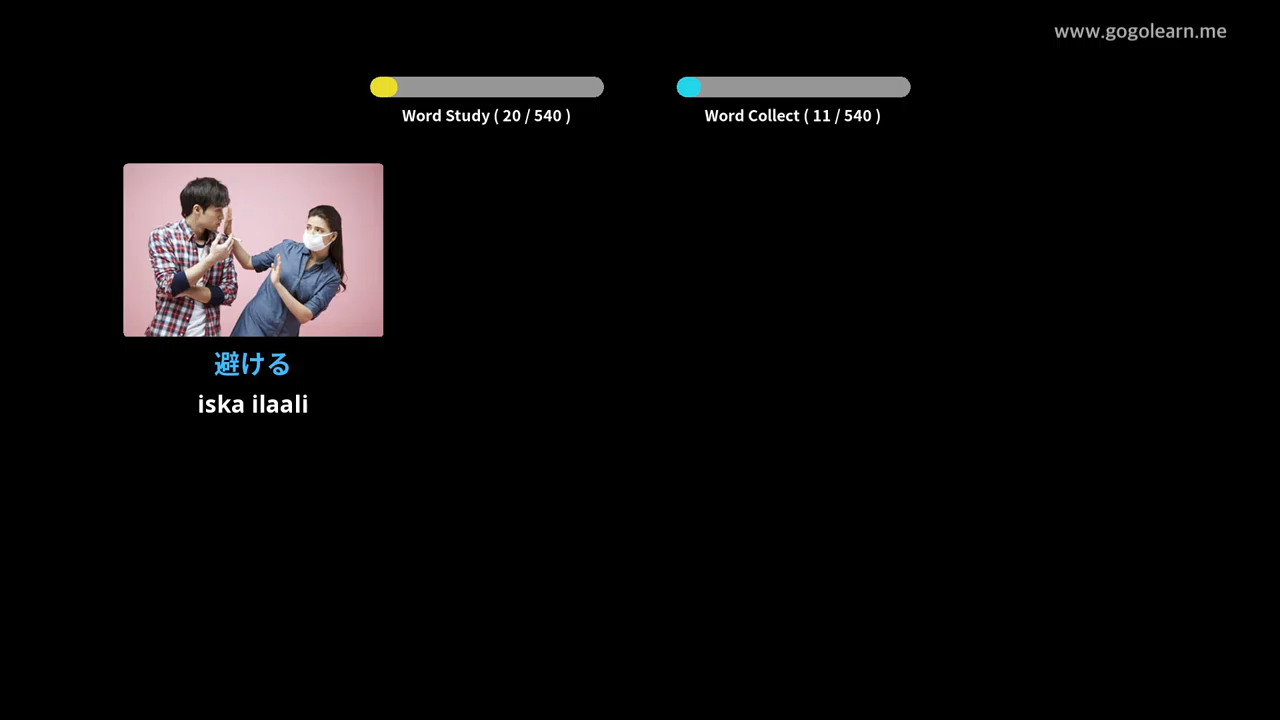 www.gogolearn.me
Word Study ( 20 / 540 )
Word Collect ( 11 / 540 )
避ける
iska ilaali